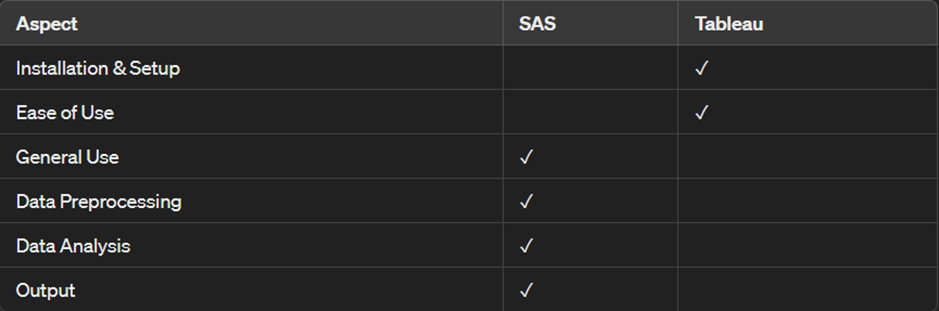 Aspect SAS Tableau
Installation & Setup ✓
Ease of Use ✓
General Use ✓
Data Preprocessing ✓
Data Analysis ✓
Output ✓